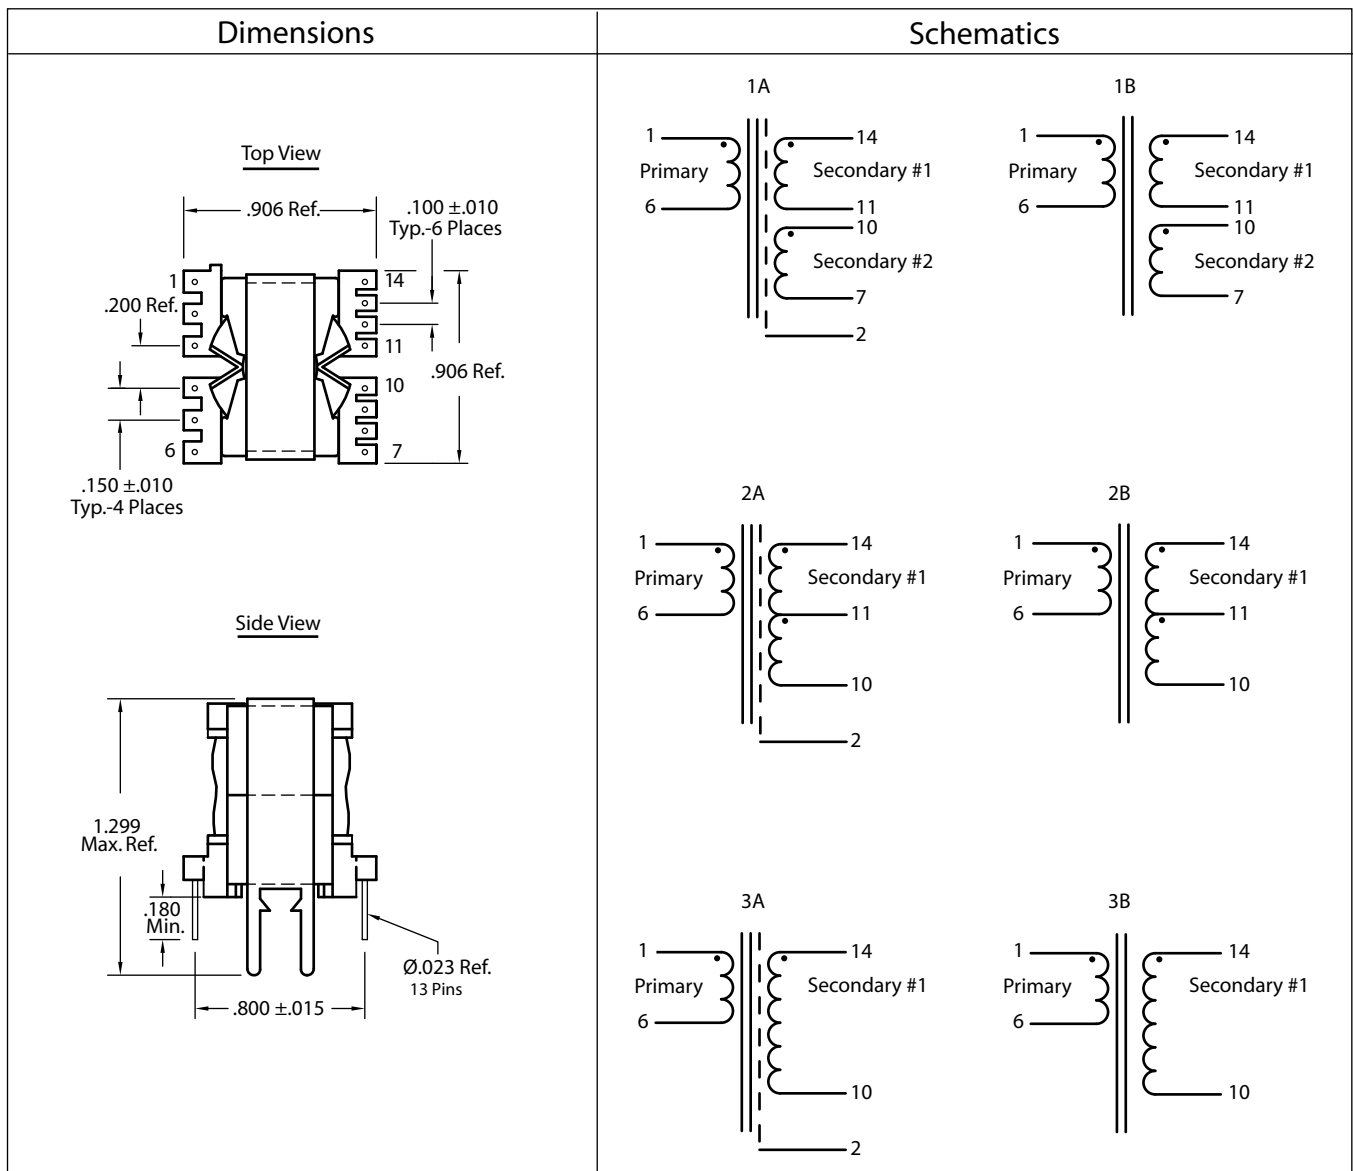 Dimensions
Schematics
Top View
.906 Ref.
.100 ±.010
Typ.-6 Places
1
14
.200 Ref.
11
.906 Ref.
10
6
7
.150 ±.010
Typ.-4 Places
Side View
1.299
Max. Ref.
.180
Min.
Ø.023 Ref.
13 Pins
.800 ±.015
1A
1
Primary
6
14
Secondary #1
11
10
Secondary #2
7
2
1B
1
Primary
6
14
Secondary #1
11
10
Secondary #2
7
2A
1
Primary
6
14
Secondary #1
11
10
2
2B
1
Primary
6
14
Secondary #1
11
10
3A
1
Primary
6
14
Secondary #1
10
2
3B
1
Primary
6
14
Secondary #1
10